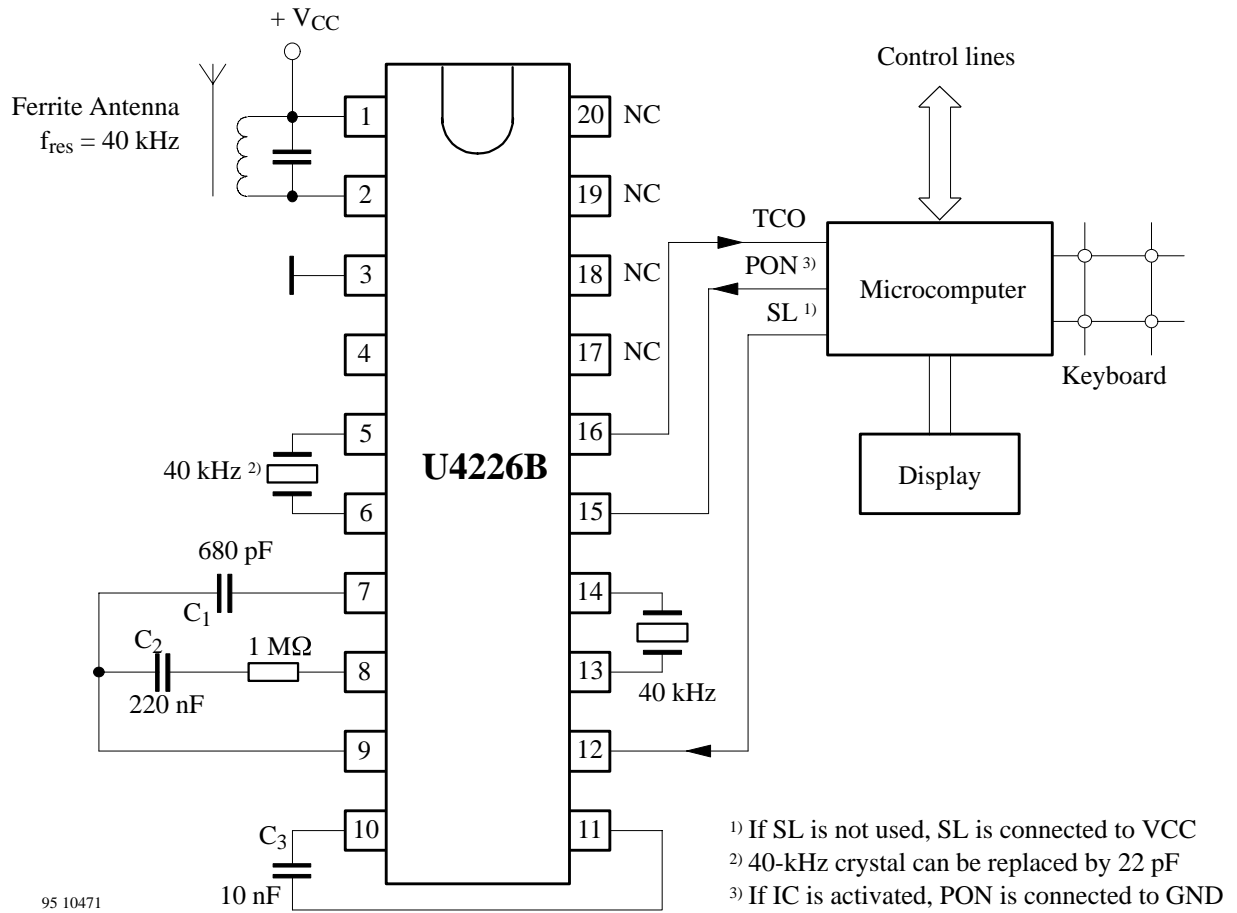 + VCC
Control lines
Ferrite Antenna
fres = 40 kHz
1
20 NC
2
19 NC
TCO
3
18 NC
PON 3)
Microcomputer
SL 1)
4
17 NC
Keyboard
5
16
40 kHz 2)
U4226B
Display
6
15
680 pF
7
14
C1
C2
1 MΩ
8
13
220 nF
40 kHz
9
12
10
11
C3
10 nF
1) If SL is not used, SL is connected to VCC
2) 40-kHz crystal can be replaced by 22 pF
3) If IC is activated, PON is connected to GND
95 10471